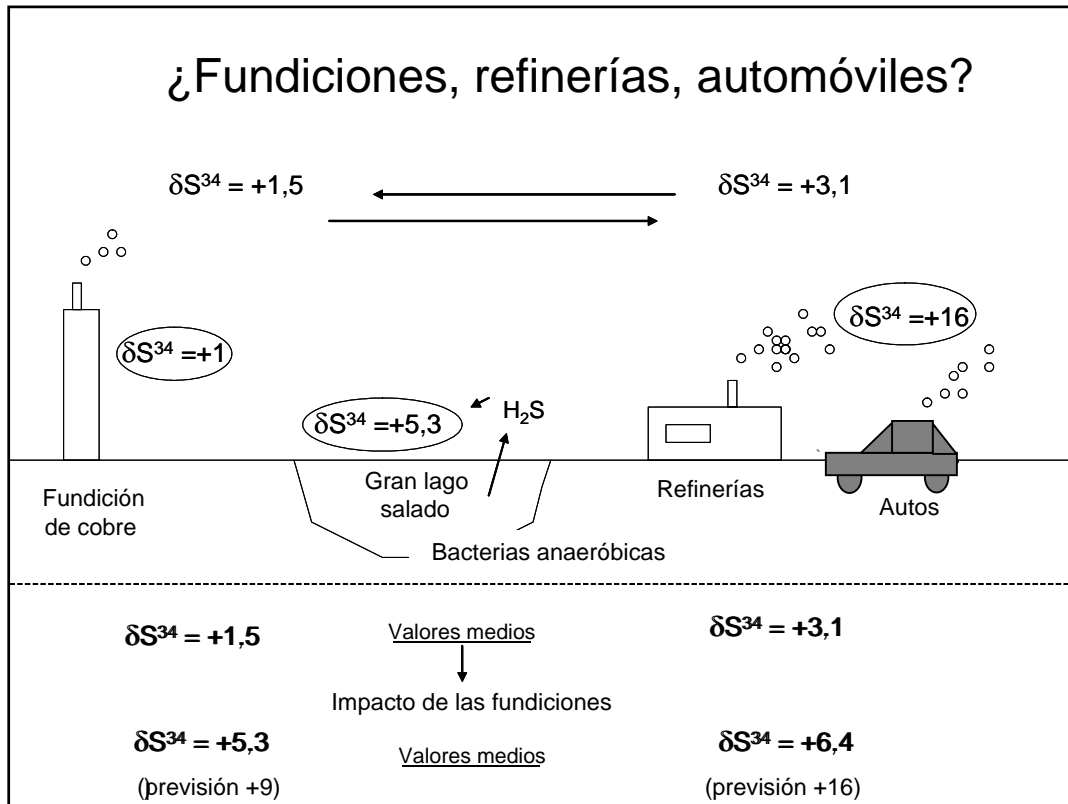 ¿Fundiciones, refinerías, automóviles?
δS³⁴ = +1,5
δS³⁴ = +3,1
δS³⁴ =+16
δS³⁴ =+1
δS³⁴ =+5,3
H₂S
Gran lago
salado
Refinerías
Autos
Fundición
de cobre
Bacterias anaeróbicas
δS³⁴ = +1,5
Valores medios
δS³⁴ = +3,1
Impacto de las fundiciones
δS³⁴ = +5,3
Valores medios
δS³⁴ = +6,4
(previsión +9)
(previsión +16)